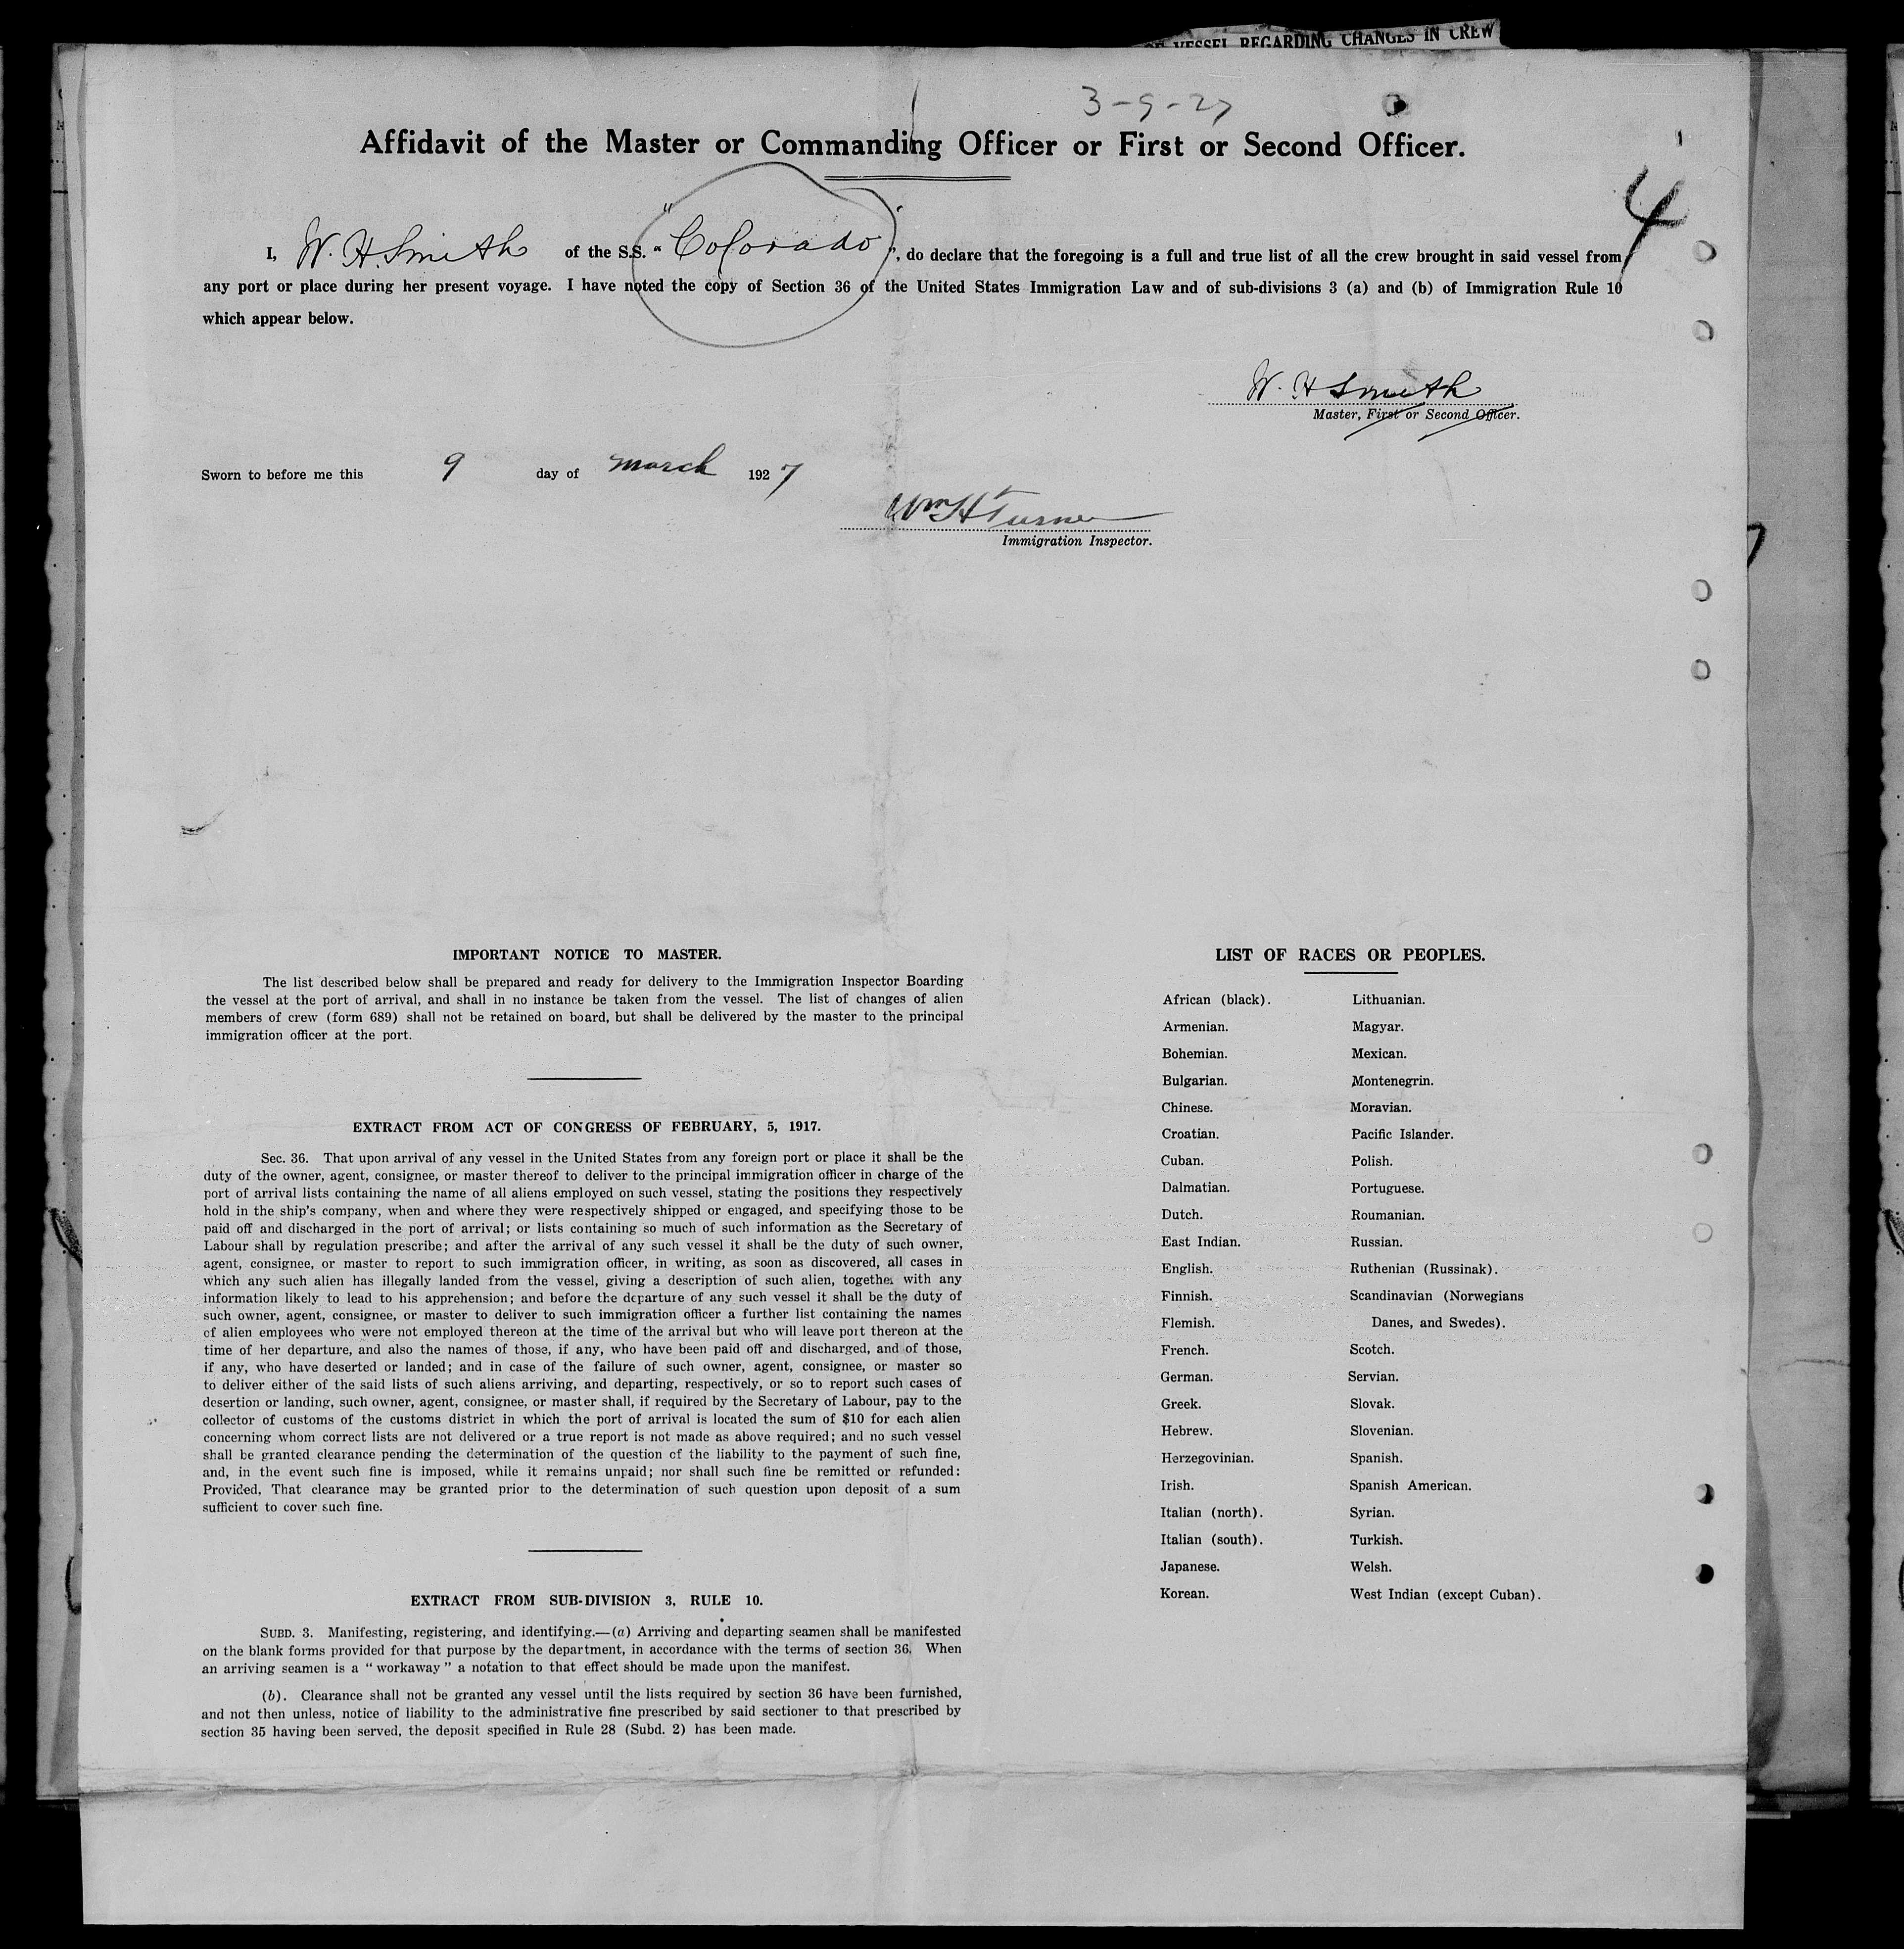 OF VESSEL REGARDING CHANGES IN CREW
3-9-27
Affidavit of the Master or Commanding Officer or First or Second Officer.
4
I, W. H. Smith of the S.S. "Colorado", do declare that the foregoing is a full and true list of all the crew brought in said vessel from
any port or place during her present voyage. I have noted the copy of Section 36 of the United States Immigration Law and of sub-divisions 3 (a) and (b) of Immigration Rule 10
which appear below.
W. H Smith
Master, First or Second Officer.
Sworn to before me this 9 day of March 1927
Wm H Turner
Immigration Inspector.
IMPORTANT NOTICE TO MASTER.
The list described below shall be prepared and ready for delivery to the Immigration Inspector Boarding
the vessel at the port of arrival, and shall in no instance be taken from the vessel. The list of changes of alien
members of crew (form 689) shall not be retained on board, but shall be delivered by the master to the principal
immigration officer at the port.
EXTRACT FROM ACT OF CONGRESS OF FEBRUARY, 5, 1917.
Sec. 36. That upon arrival of any vessel in the United States from any foreign port or place it shall be the
duty of the owner, agent, consignee, or master thereof to deliver to the principal immigration officer in charge of the
port of arrival lists containing the name of all aliens employed on such vessel, stating the positions they respectively
hold in the ship's company, when and where they were respectively shipped or engaged, and specifying those to be
paid off and discharged in the port of arrival; or lists containing so much of such information as the Secretary of
Labour shall by regulation prescribe; and after the arrival of any such vessel it shall be the duty of such owner,
agent, consignee, or master to report to such immigration officer, in writing, as soon as discovered, all cases in
which any such alien has illegally landed from the vessel, giving a description of such alien, together with any
information likely to lead to his apprehension; and before the departure of any such vessel it shall be the duty of
such owner, agent, consignee, or master to deliver to such immigration officer a further list containing the names
of alien employees who were not employed thereon at the time of the arrival but who will leave port thereon at the
time of her departure, and also the names of those, if any, who have been paid off and discharged, and of those,
if any, who have deserted or landed; and in case of the failure of such owner, agent, consignee, or master so
to deliver either of the said lists of such aliens arriving, and departing, respectively, or so to report such cases of
desertion or landing, such owner, agent, consignee, or master shall, if required by the Secretary of Labour, pay to the
collector of customs of the customs district in which the port of arrival is located the sum of $10 for each alien
concerning whom correct lists are not delivered or a true report is not made as above required; and no such vessel
shall be granted clearance pending the determination of the question of the liability to the payment of such fine,
and, in the event such fine is imposed, while it remains unpaid; nor shall such fine be remitted or refunded:
Provided, That clearance may be granted prior to the determination of such question upon deposit of a sum
sufficient to cover such fine.
EXTRACT FROM SUB-DIVISION 3, RULE 10.
SUBD. 3. Manifesting, registering, and identifying.—(a) Arriving and departing seamen shall be manifested
on the blank forms provided for that purpose by the department, in accordance with the terms of section 36. When
an arriving seamen is a "workaway" a notation to that effect should be made upon the manifest.
(b). Clearance shall not be granted any vessel until the lists required by section 36 have been furnished,
and not then unless, notice of liability to the administrative fine prescribed by said sectioner to that prescribed by
section 35 having been served, the deposit specified in Rule 28 (Subd. 2) has been made.
LIST OF RACES OR PEOPLES.
African (black). Lithuanian.
Armenian. Magyar.
Bohemian. Mexican.
Bulgarian. Montenegrin.
Chinese. Moravian.
Croatian. Pacific Islander.
Cuban. Polish.
Dalmatian. Portuguese.
Dutch. Roumanian.
East Indian. Russian.
English. Ruthenian (Russinak).
Finnish. Scandinavian (Norwegians
Flemish. Danes, and Swedes).
French. Scotch.
German. Servian.
Greek. Slovak.
Hebrew. Slovenian.
Herzegovinian. Spanish.
Irish. Spanish American.
Italian (north). Syrian.
Italian (south). Turkish.
Japanese. Welsh.
Korean. West Indian (except Cuban).